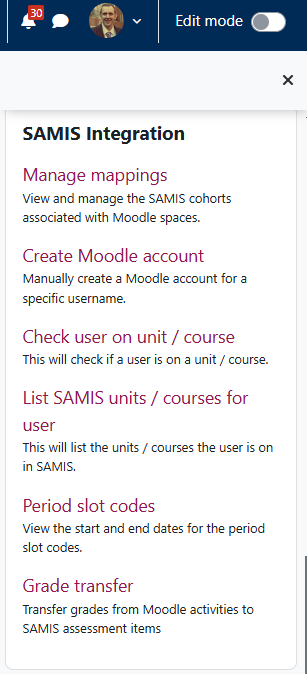 30
Edit mode
SAMIS Integration
Manage mappings
View and manage the SAMIS cohorts
associated with Moodle spaces.
Create Moodle account
Manually create a Moodle account for a
specific username.
Check user on unit / course
This will check if a user is on a unit / course.
List SAMIS units / courses for
user
This will list the units / courses the user is on
in SAMIS.
Period slot codes
View the start and end dates for the period
slot codes.
Grade transfer
Transfer grades from Moodle activities to
SAMIS assessment items